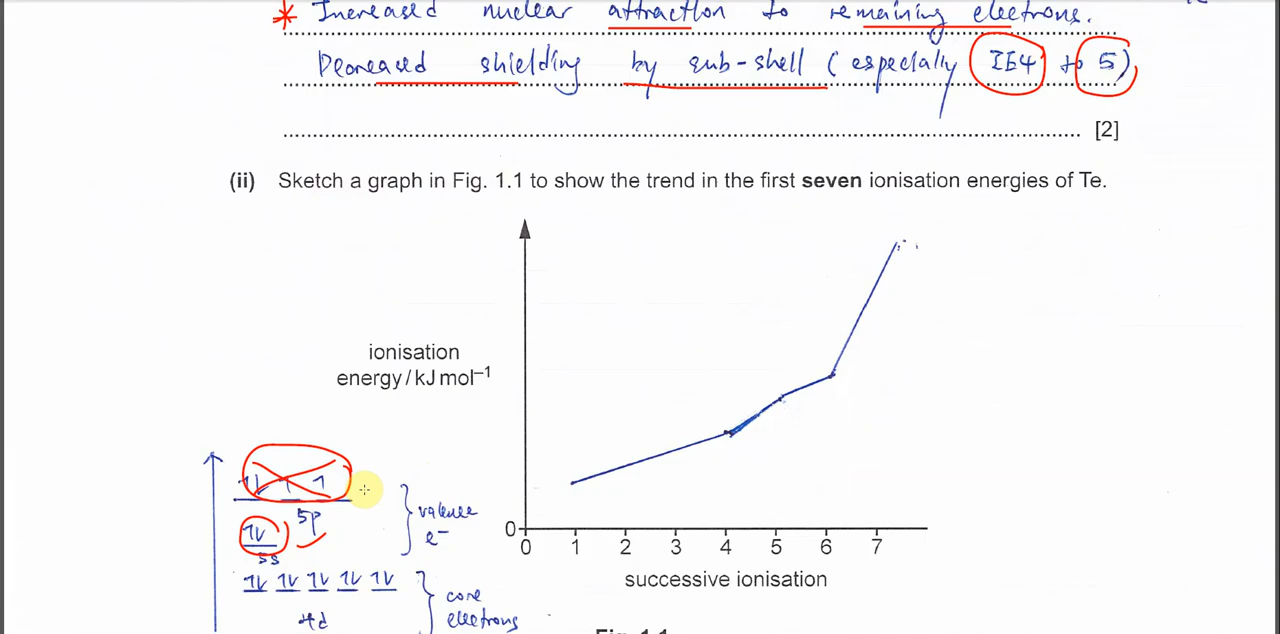 * Increased nuclear attraction to remaining electrons.
Decreased shielding by sub-shell (especially IE4 to 5)
[2]
(ii) Sketch a graph in Fig. 1.1 to show the trend in the first seven ionisation energies of Te.
ionisation
energy / kJ mol⁻¹
0
0 1 2 3 4 5 6 7
successive ionisation
5p
5s
valence
e⁻
4d
core
electrons
Fig. 1.1